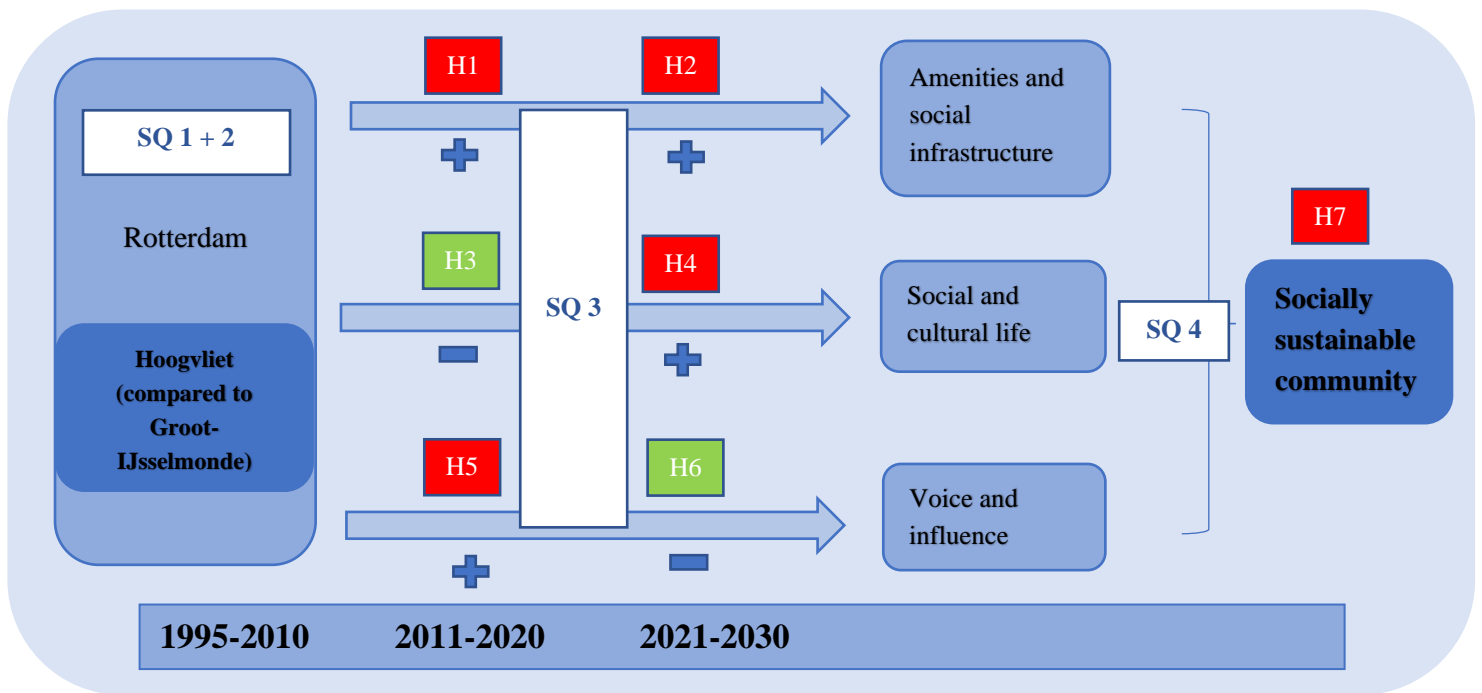 H1
H2
SQ 1 + 2
Rotterdam
Hoogvliet
(compared to
Groot-
IJsselmonde)
H3
H4
SQ 3
H5
H6
Amenities and
social
infrastructure
Social and
cultural life
Voice and
influence
SQ 4
H7
Socially
sustainable
community
1995-2010 2011-2020 2021-2030